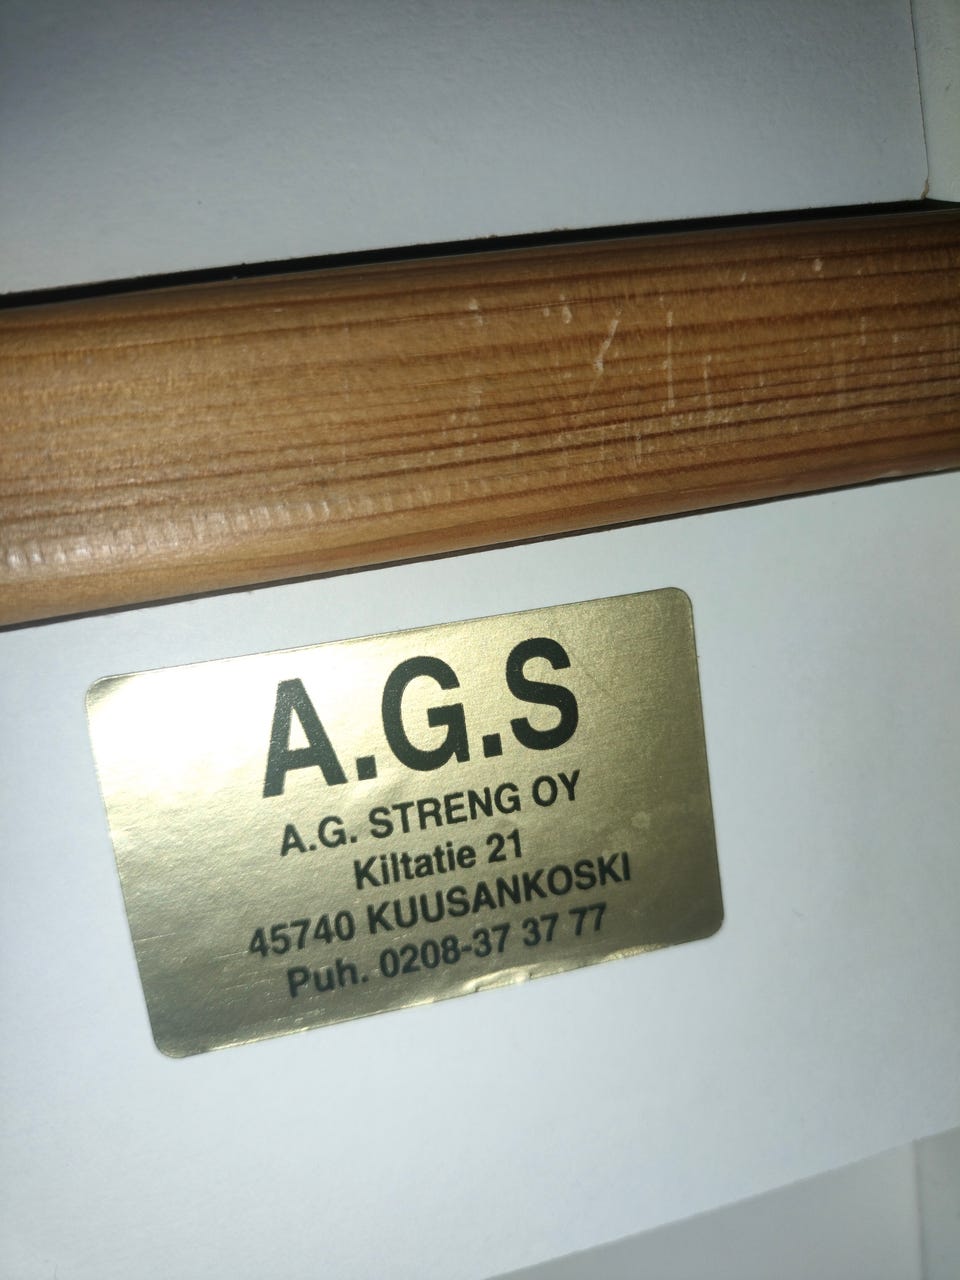 A.G.S
A.G. STRENG OY
Kiltatie 21
45740 KUUSANKOSKI
Puh. 0208-37 37 77